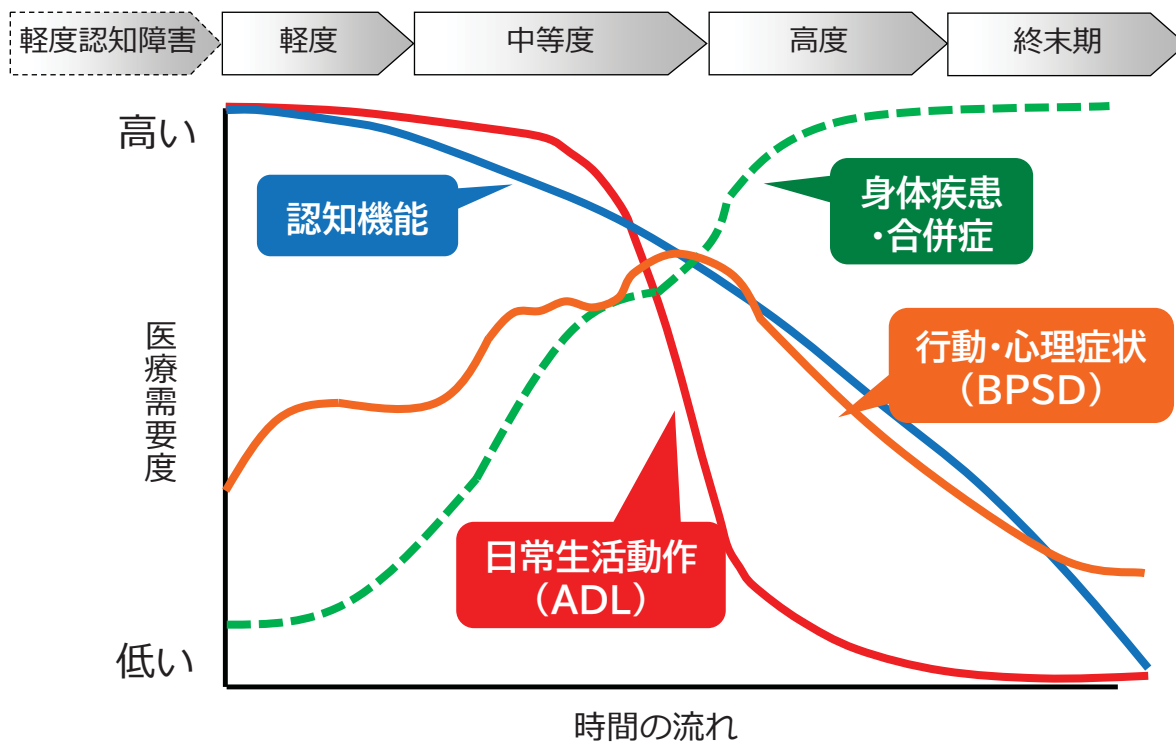 軽度認知障害
軽度
中等度
高度
終末期
高い
認知機能
身体疾患
・合併症
医療需要度
行動・心理症状
（BPSD）
日常生活動作
（ADL）
低い
時間の流れ